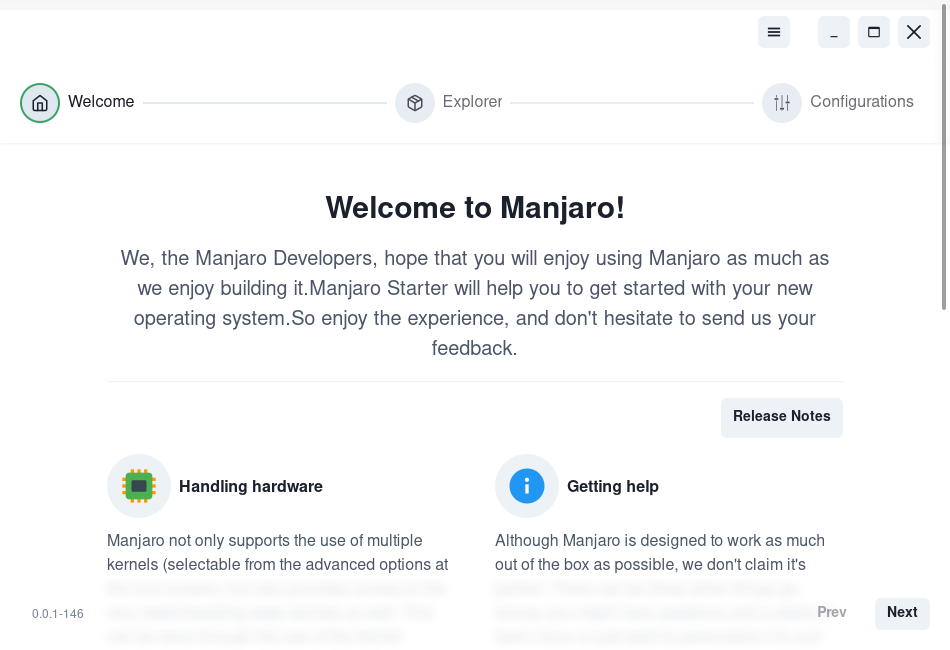 Welcome
Explorer
Configurations
Welcome to Manjaro!
We, the Manjaro Developers, hope that you will enjoy using Manjaro as much as
we enjoy building it.Manjaro Starter will help you to get started with your new
operating system.So enjoy the experience, and don't hesitate to send us your
feedback.
Release Notes
Handling hardware
Manjaro not only supports the use of multiple
kernels (selectable from the advanced options at
Getting help
Although Manjaro is designed to work as much
out of the box as possible, we don't claim it's
0.0.1-146
Prev
Next